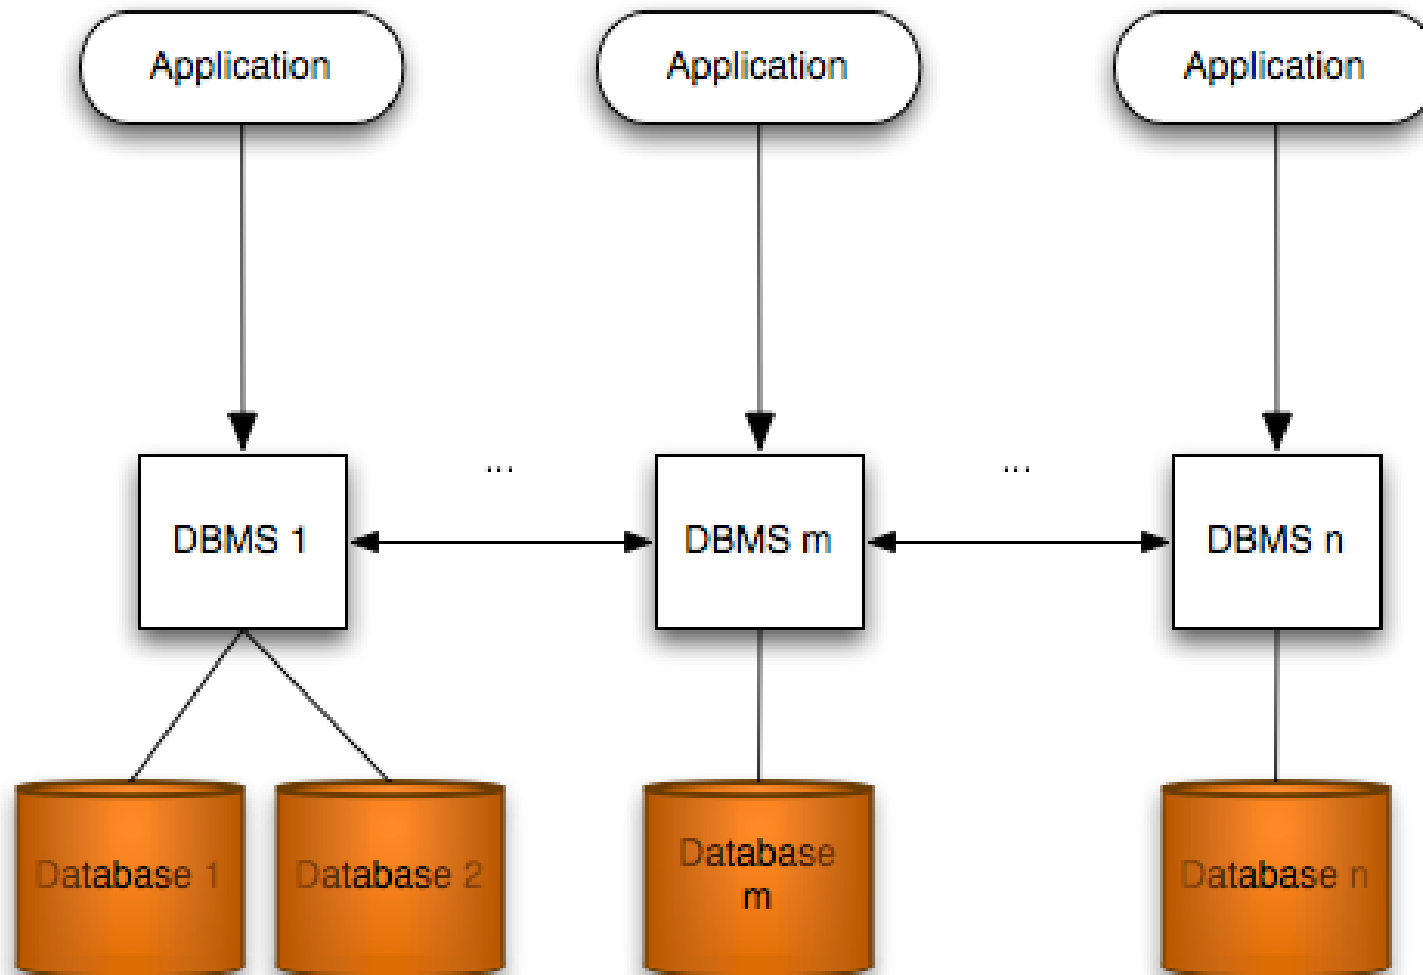 Application
Application
Application
...
...
DBMS 1
DBMS m
DBMS n
Database 1
Database 2
Database
m
Database n